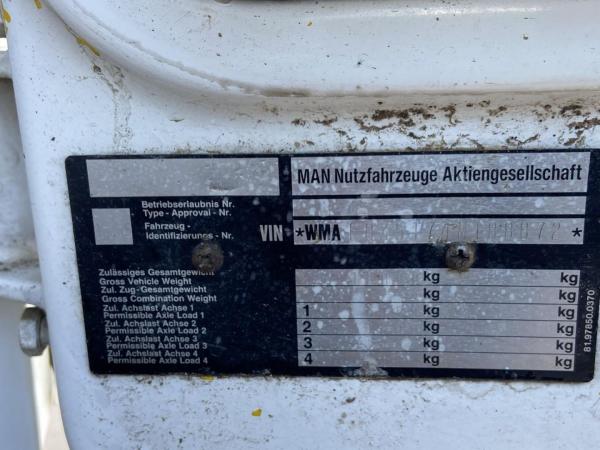 MAN Nutzfahrzeuge Aktiengesellschaft
Betriebserlaubnis Nr.
Type - Approval - Nr.
Fahrzeug -
Identifizierungs - Nr.
VIN *WMA *
Zulässiges Gesamtgewicht
Gross Vehicle Weight
kg kg
Zul. Zug - Gesamtgewicht
Gross Combination Weight
kg kg
Zul. Achslast Achse 1
Permissible Axle Load 1
1 kg kg
Zul. Achslast Achse 2
Permissible Axle Load 2
2 kg kg
Zul. Achslast Achse 3
Permissible Axle Load 3
3 kg kg
Zul. Achslast Achse 4
Permissible Axle Load 4
4 kg kg
81.97850.0370